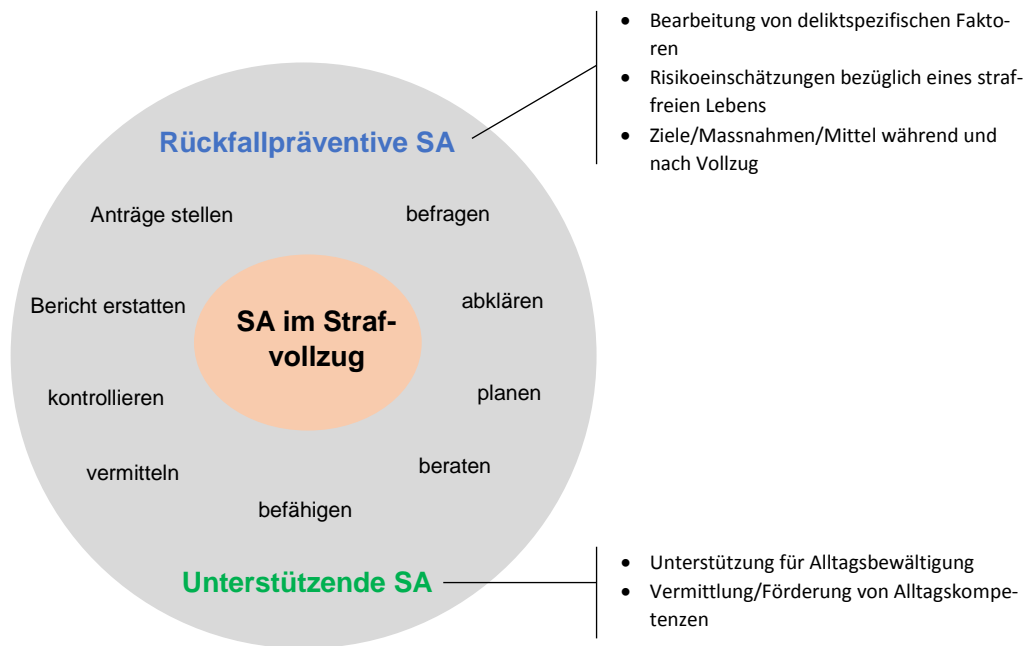 • Bearbeitung von deliktspezifischen Fakto-
ren
• Risikoeinschätzungen bezüglich eines straf-
freien Lebens
• Ziele/Massnahmen/Mittel während und
nach Vollzug
Rückfallpräventive SA
Anträge stellen
befragen
Bericht erstatten
abklären
SA im Straf-
vollzug
kontrollieren
planen
vermitteln
beraten
befähigen
Unterstützende SA
• Unterstützung für Alltagsbewältigung
• Vermittlung/Förderung von Alltagskompe-
tenzen